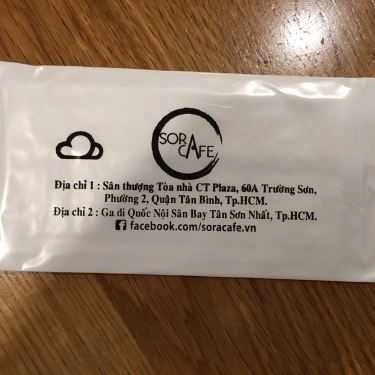 SORA
CAFE
Địa chỉ 1 : Sân thượng Tòa nhà CT Plaza, 60A Trường Sơn,
Phường 2, Quận Tân Bình, Tp.HCM.
Địa chỉ 2 : Ga đi Quốc Nội Sân Bay Tân Sơn Nhất, Tp.HCM.
facebook.com/soracafe.vn